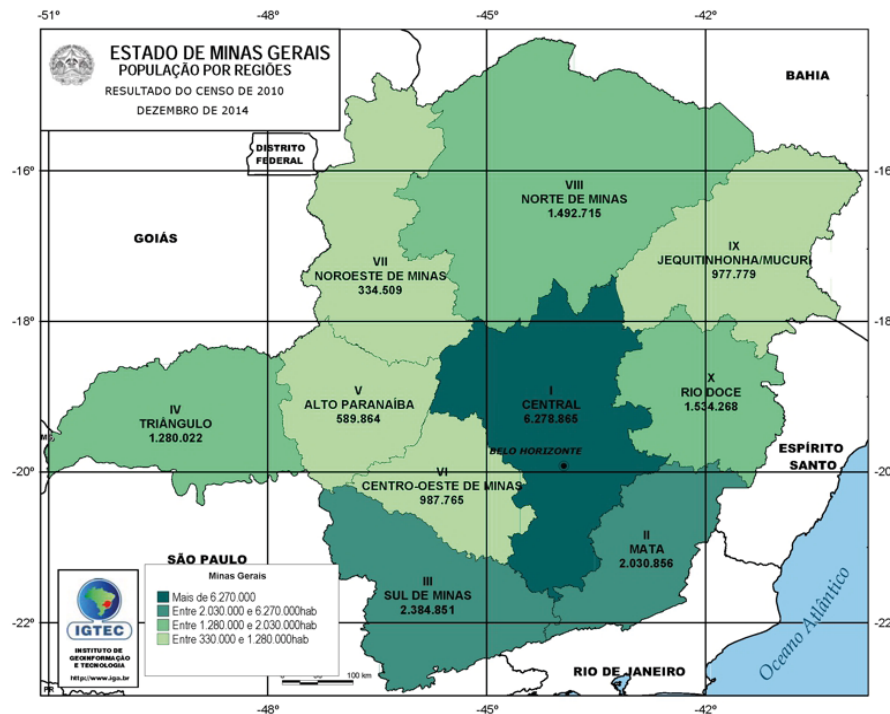 -51°
-48°
-45°
-42°
ESTADO DE MINAS GERAIS
POPULAÇÃO POR REGIÕES
RESULTADO DO CENSO DE 2010
DEZEMBRO DE 2014
BAHIA
DISTRITO
FEDERAL
-16°
-16°
VIII
NORTE DE MINAS
1.492.715
GOIÁS
IX
JEQUITINHONHA/MUCURI
977.779
VII
NOROESTE DE MINAS
334.509
-18°
-18°
IV
TRIÂNGULO
1.280.022
V
ALTO PARANAÍBA
589.864
I
CENTRAL
6.278.865
X
RIO DOCE
1.534.268
BELO HORIZONTE
ESPÍRITO
SANTO
-20°
-20°
VI
CENTRO-OESTE DE MINAS
987.765
II
MATA
2.030.856
SÃO PAULO
III
SUL DE MINAS
2.384.851
Minas Gerais
Mais de 6.270.000
Entre 2.030.000 e 6.270.000hab
Entre 1.280.000 e 2.030.000hab
Entre 330.000 e 1.280.000hab
IGTEC
INSTITUTO DE
GEOINFORMAÇÃO
E TECNOLOGIA
http://www.iga.br
-22°
-22°
Oceano Atlântico
RIO DE JANEIRO
0
50
100 km
PR
-48°
-45°
-42°